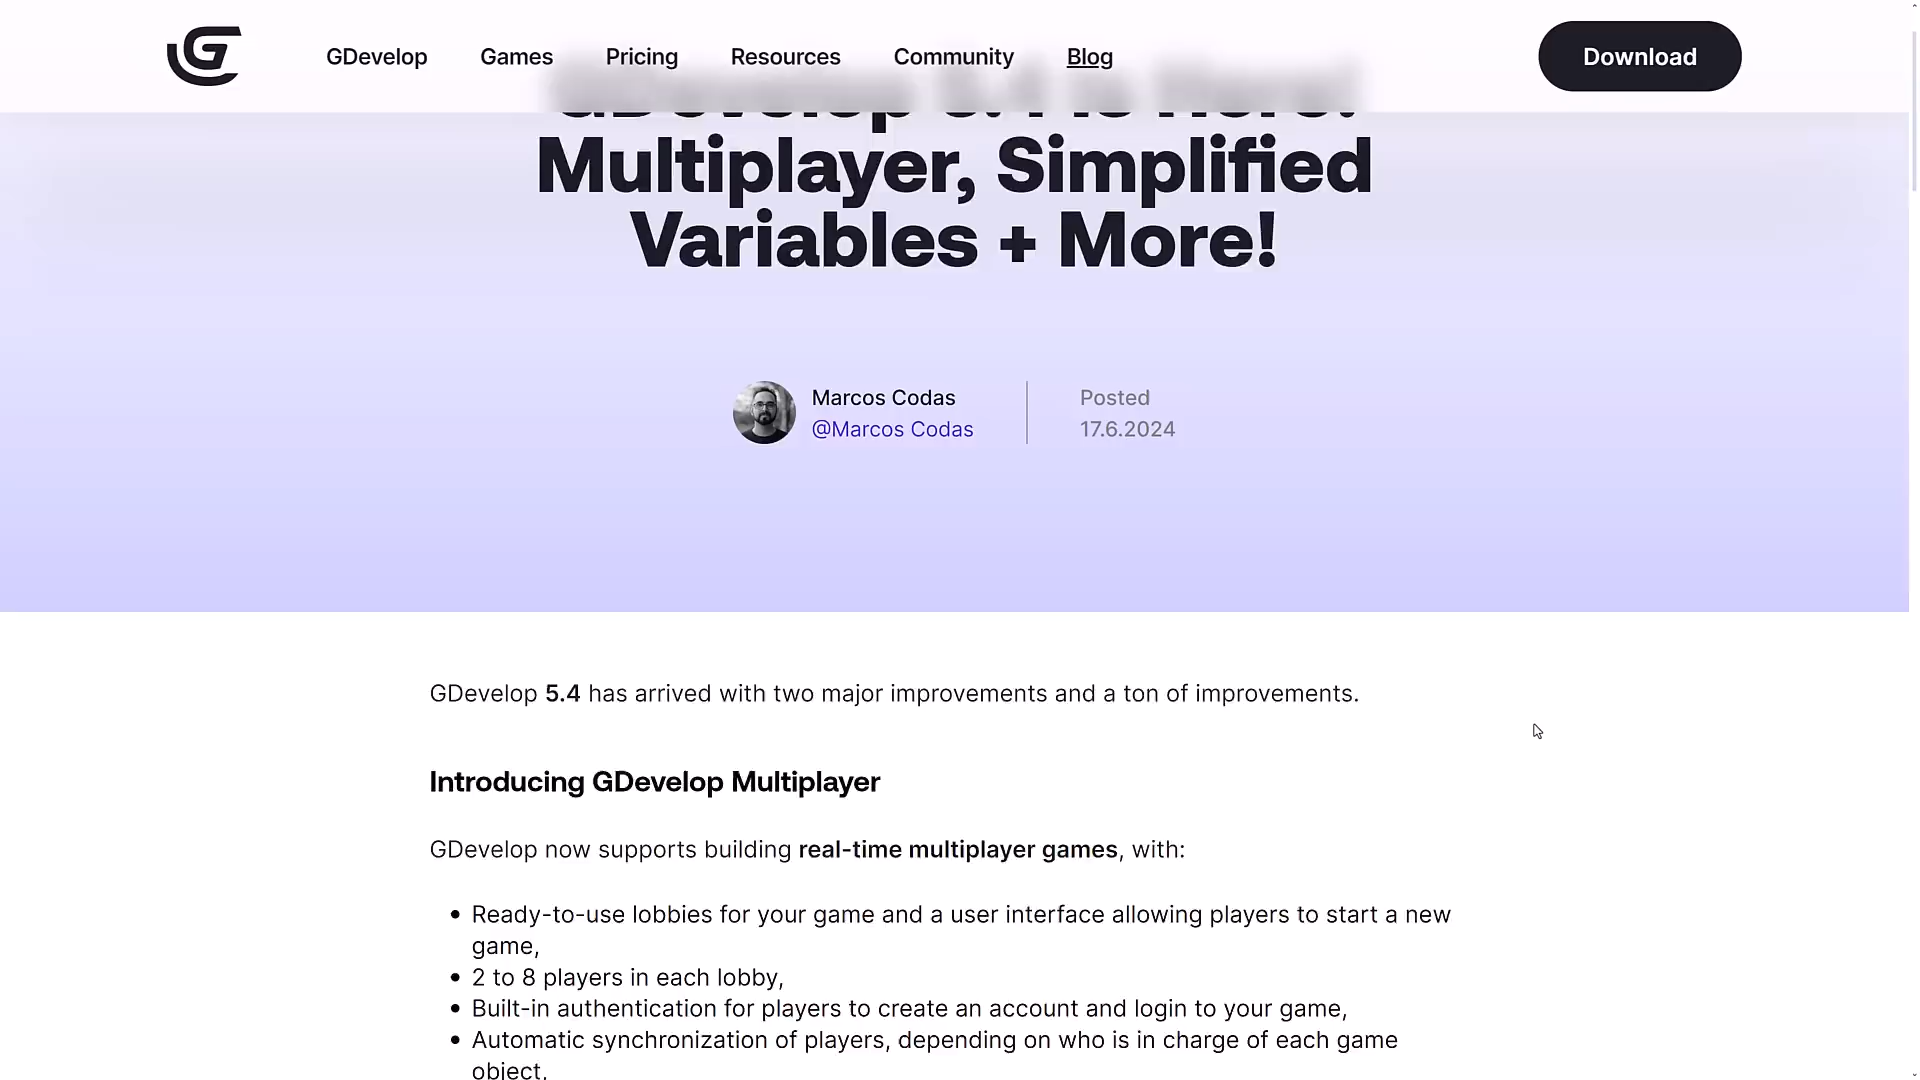 GDevelop Games Pricing Resources Community Blog Download
GDevelop 5.4 is Here!
Multiplayer, Simplified
Variables + More!
Marcos Codas
@Marcos Codas
Posted
17.6.2024
GDevelop 5.4 has arrived with two major improvements and a ton of improvements.
Introducing GDevelop Multiplayer
GDevelop now supports building real-time multiplayer games, with:
• Ready-to-use lobbies for your game and a user interface allowing players to start a new
game,
• 2 to 8 players in each lobby,
• Built-in authentication for players to create an account and login to your game,
• Automatic synchronization of players, depending on who is in charge of each game
object.